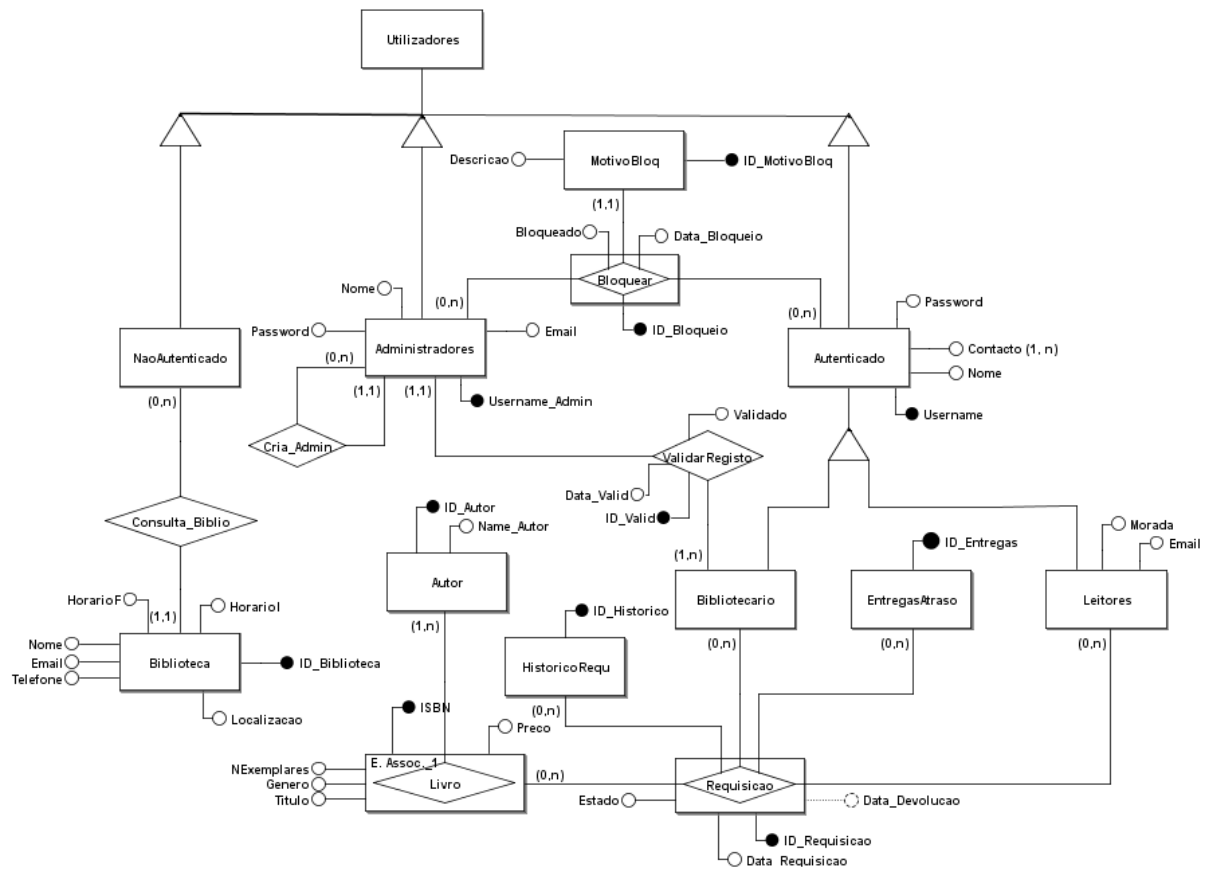 Utilizadores
Descricao
MotivoBloq
ID_MotivoBloq
(1,1)
Bloqueado
Data_Bloqueio
Bloquear
Nome
(0,n)
(0,n)
Password
ID_Bloqueio
Password
Administradores
Email
NaoAutenticado
Autenticado
Contacto (1, n)
(0,n)
Nome
(1,1)
(1,1)
(0,n)
Username_Admin
Username
Validado
Cria_Admin
ValidarRegisto
Data_Valid
ID_Valid
ID_Autor
Consulta_Biblio
Name_Autor
Morada
ID_Entregas
Email
(1,n)
Autor
Bibliotecario
EntregasAtraso
Leitores
HorarioF
HorarioI
ID_Historico
(1,1)
(1,n)
(0,n)
(0,n)
(0,n)
Nome
Email
Telefone
Biblioteca
ID_Biblioteca
HistoricoRequ
ISBN
(0,n)
Localizacao
Preco
E. Assoc._1
NExemplares
Genero
Titulo
Livro
(0,n)
Requisicao
Estado
Data_Devolucao
ID_Requisicao
Data_Requisicao